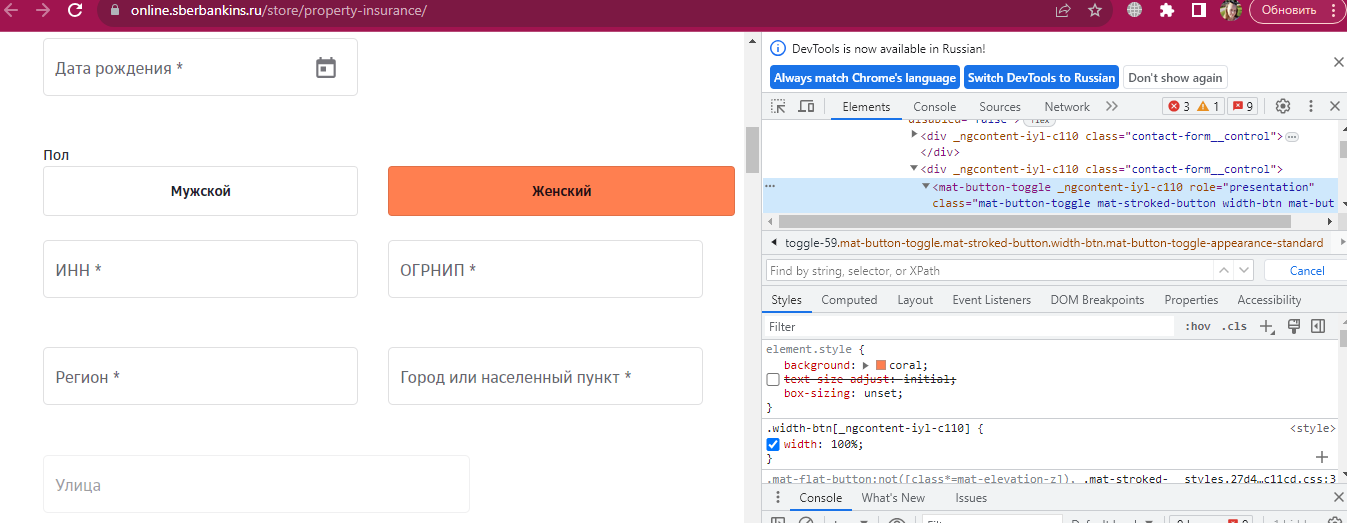 online.sberbankins.ru/store/property-insurance/
Обновить
Дата рождения *
Пол
Мужской
Женский
ИНН *
ОГРНИП *
Регион *
Город или населенный пункт *
Улица
DevTools is now available in Russian!
Always match Chrome's language
Switch DevTools to Russian
Don't show again
Elements Console Sources Network 3 1 9
disabled="false"> flex
<div _ngcontent-iyl-c110 class="contact-form__control"> …
</div>
<div _ngcontent-iyl-c110 class="contact-form__control">
<mat-button-toggle _ngcontent-iyl-c110 role="presentation"
class="mat-button-toggle mat-stroked-button width-btn mat-but
toggle-59.mat-button-toggle.mat-stroked-button.width-btn.mat-button-toggle-appearance-standard
Find by string, selector, or XPath Cancel
Styles Computed Layout Event Listeners DOM Breakpoints Properties Accessibility
Filter :hov .cls
element.style {
background: coral;
text-size-adjust: initial;
box-sizing: unset;
}
.width-btn[_ngcontent-iyl-c110] { <style>
width: 100%;
}
.mat-flat-button:not([class*=mat-elevation-z]), .mat-stroked- styles.27d4…c11cd.css:3
Console What's New Issues
Filter